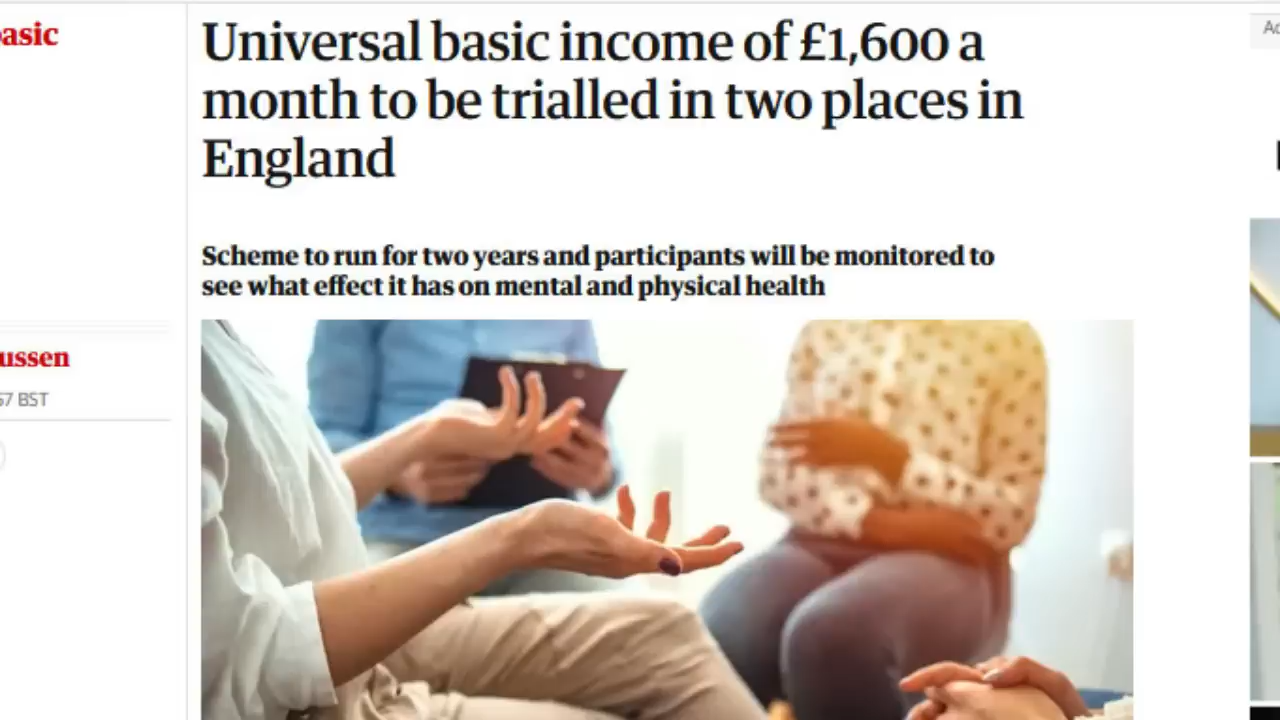 basic
Universal basic income of £1,600 a
month to be trialled in two places in
England
Scheme to run for two years and participants will be monitored to
see what effect it has on mental and physical health
ussen
57 BST